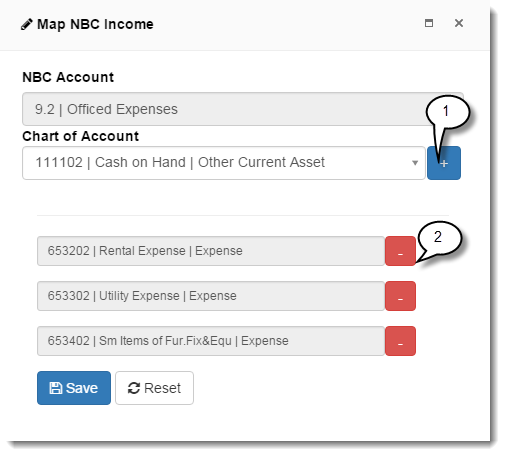 Map NBC Income
NBC Account
9.2 | Officed Expenses
1
Chart of Account
111102 | Cash on Hand | Other Current Asset
+
2
653202 | Rental Expense | Expense
-
653302 | Utility Expense | Expense
-
653402 | Sm Items of Fur.Fix&Equ | Expense
-
Save Reset